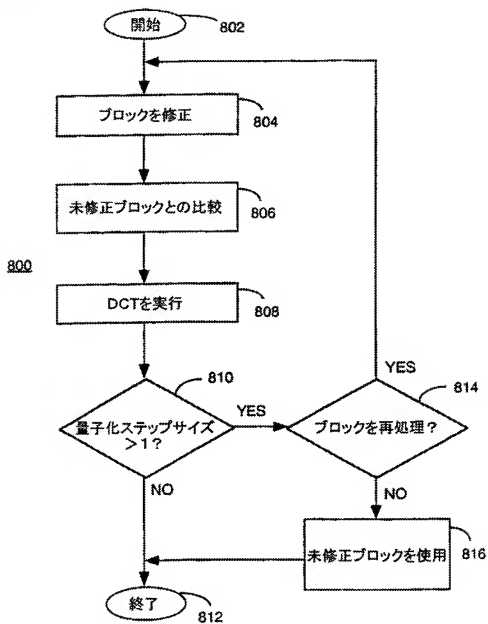 開始
802
ブロックを修正
804
未修正ブロックとの比較
806
800
DCTを実行
808
810
量子化ステップサイズ
>1?
YES
NO
YES
814
ブロックを再処理?
NO
未修正ブロックを使用
816
終了
812